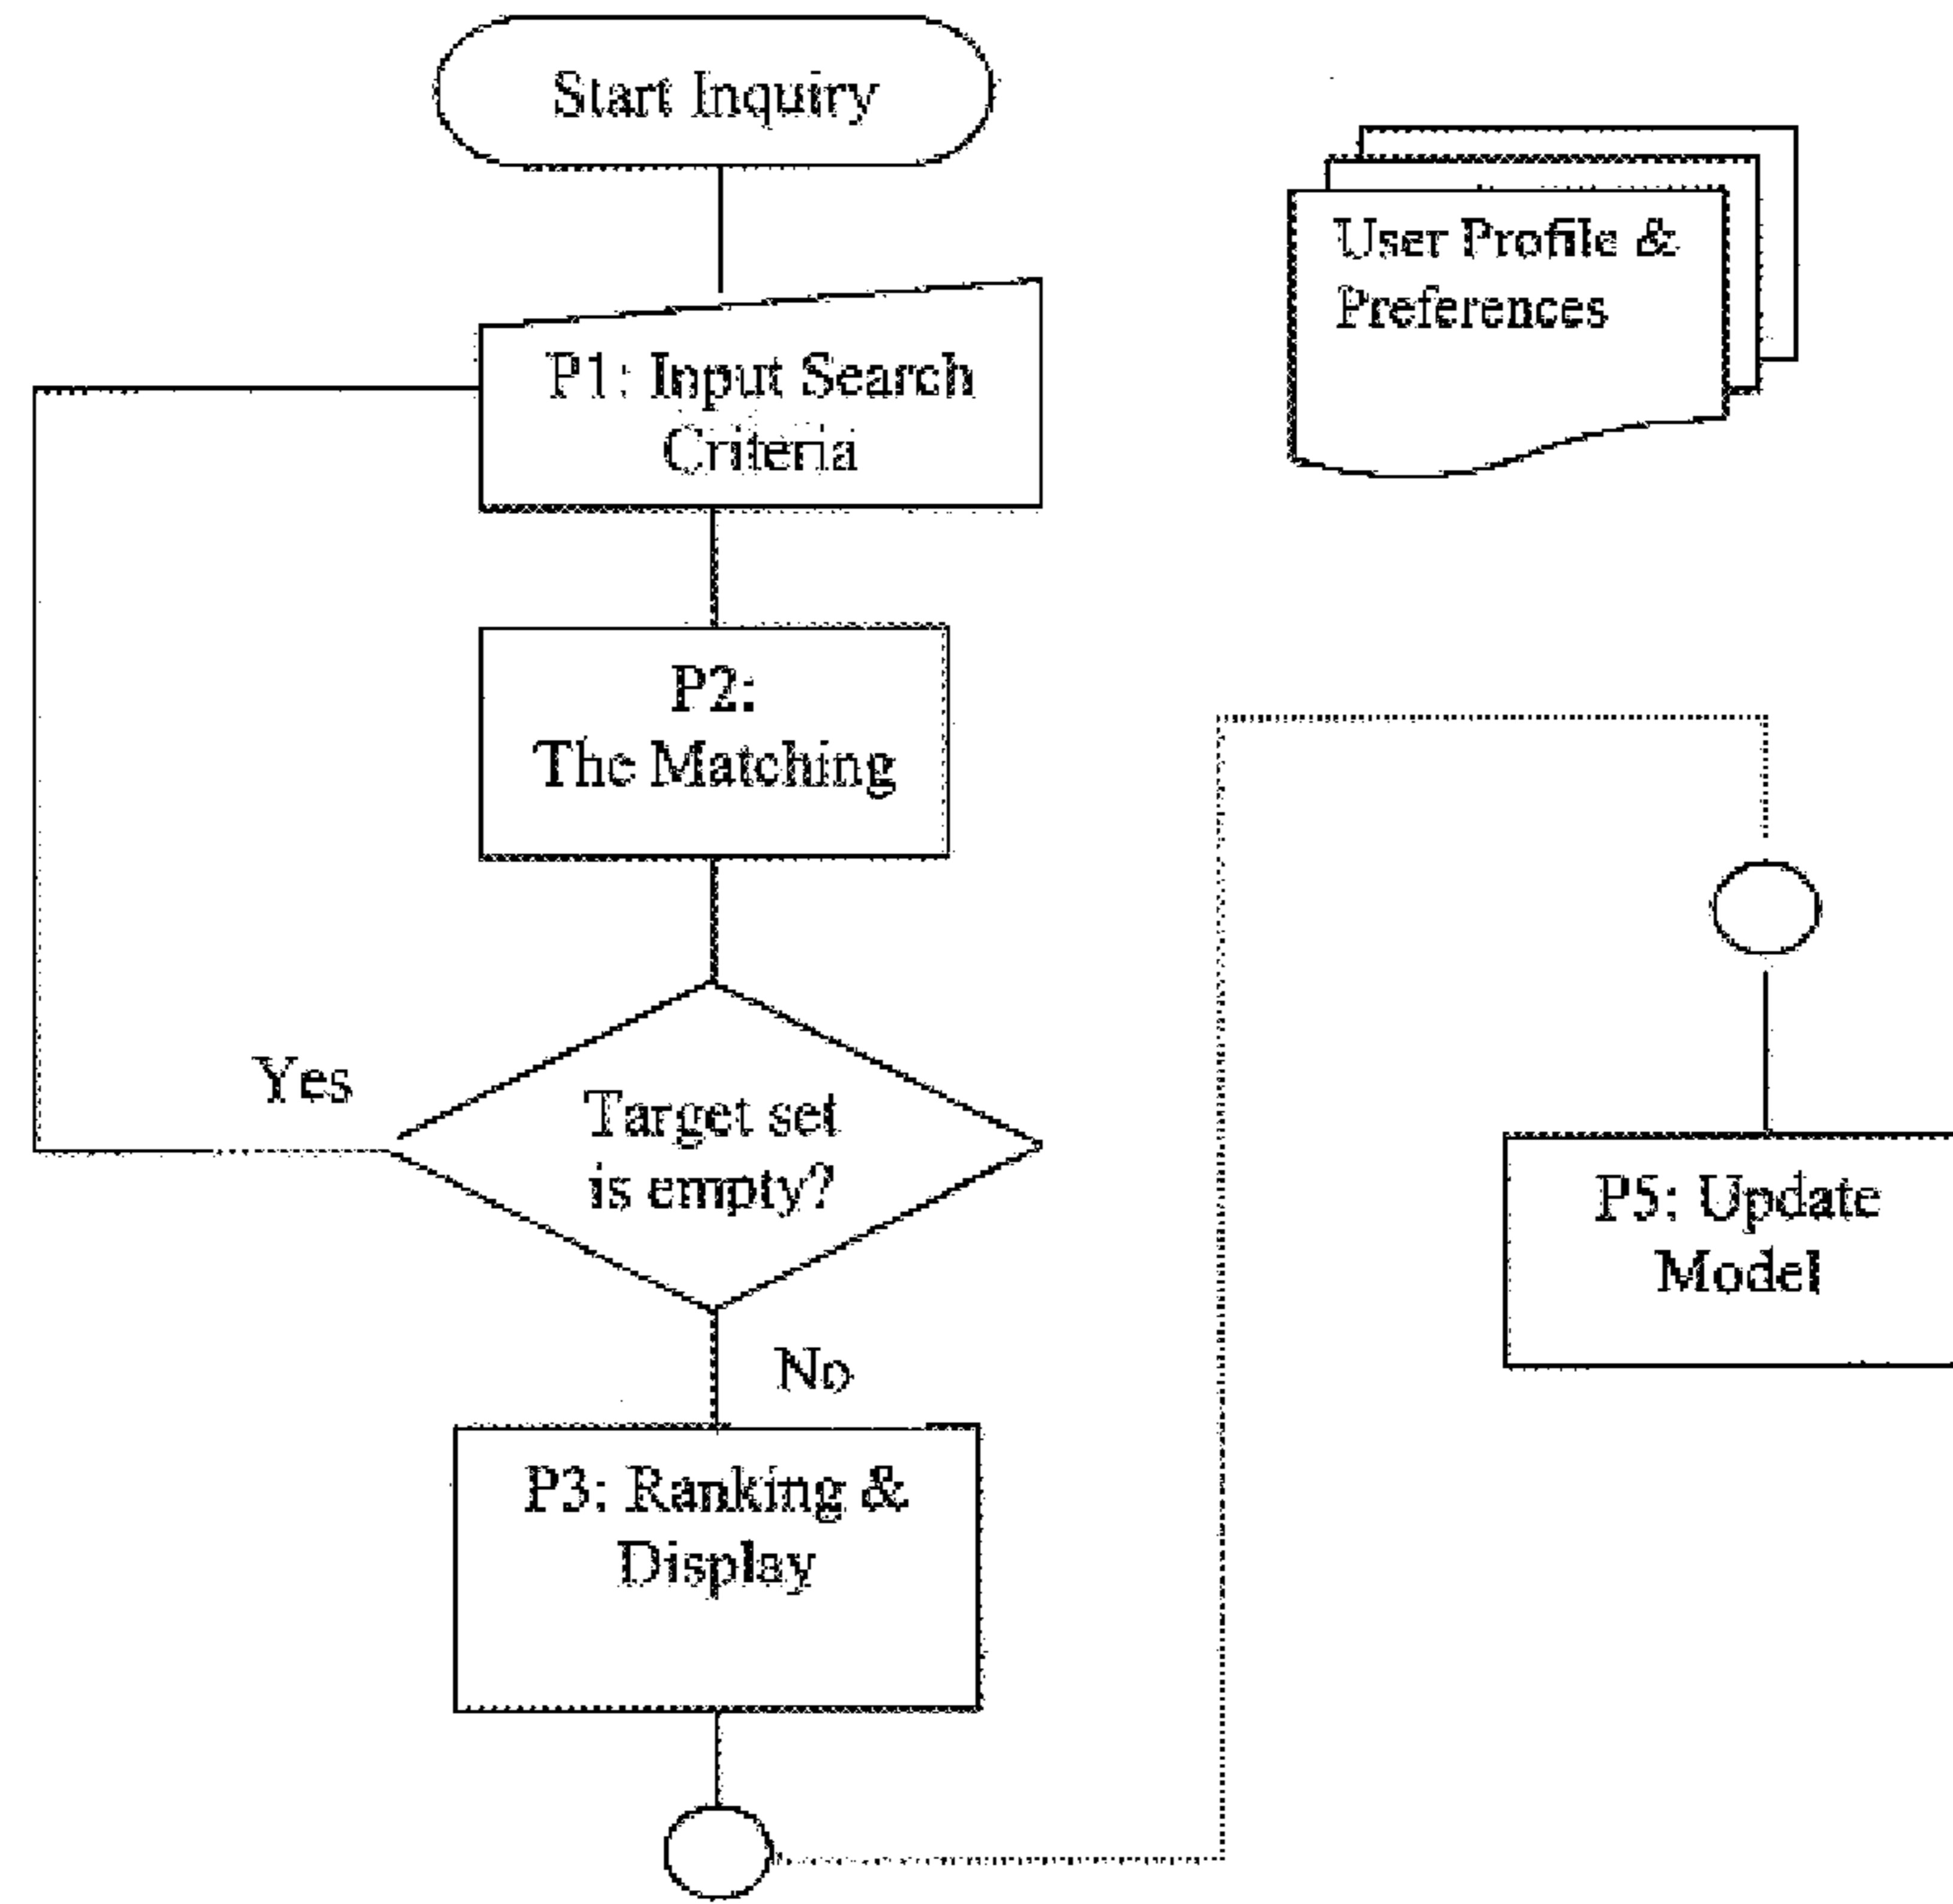 Start Inquiry
User Profile &
Preferences
P1: Input Search
Criteria
P2:
The Matching
Yes
Target set
is empty?
No
P5: Update
Model
P3: Ranking &
Display